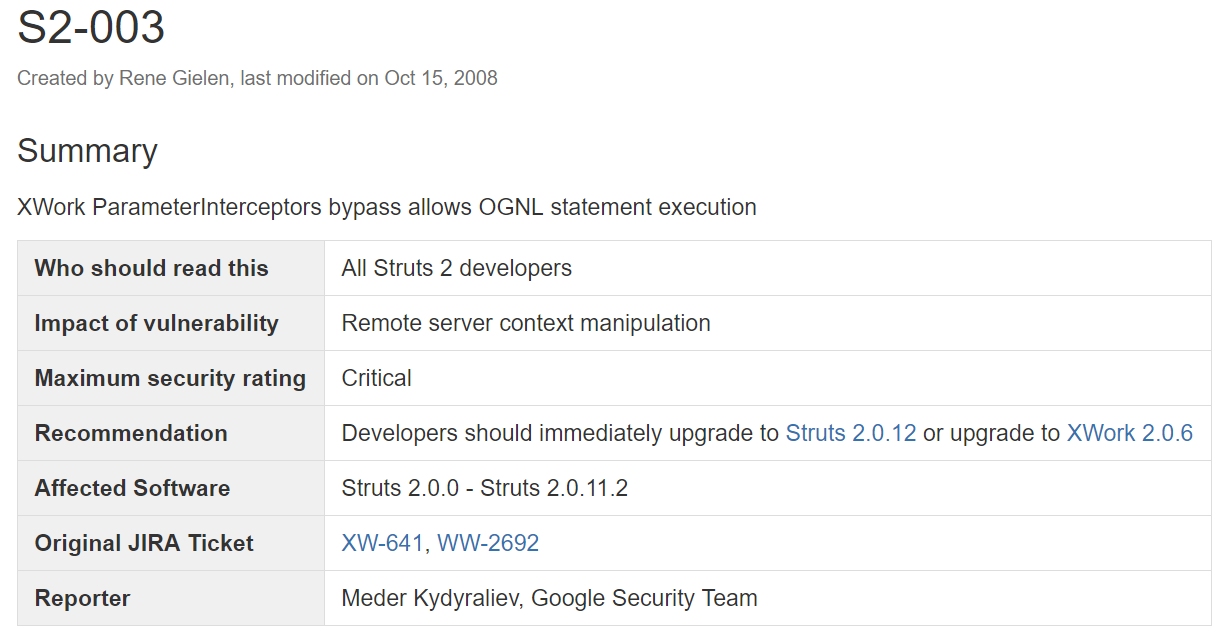 S2-003
Created by Rene Gielen, last modified on Oct 15, 2008
Summary
XWork ParameterInterceptors bypass allows OGNL statement execution
Who should read this All Struts 2 developers
Impact of vulnerability Remote server context manipulation
Maximum security rating Critical
Recommendation Developers should immediately upgrade to Struts 2.0.12 or upgrade to XWork 2.0.6
Affected Software Struts 2.0.0 - Struts 2.0.11.2
Original JIRA Ticket XW-641, WW-2692
Reporter Meder Kydyraliev, Google Security Team